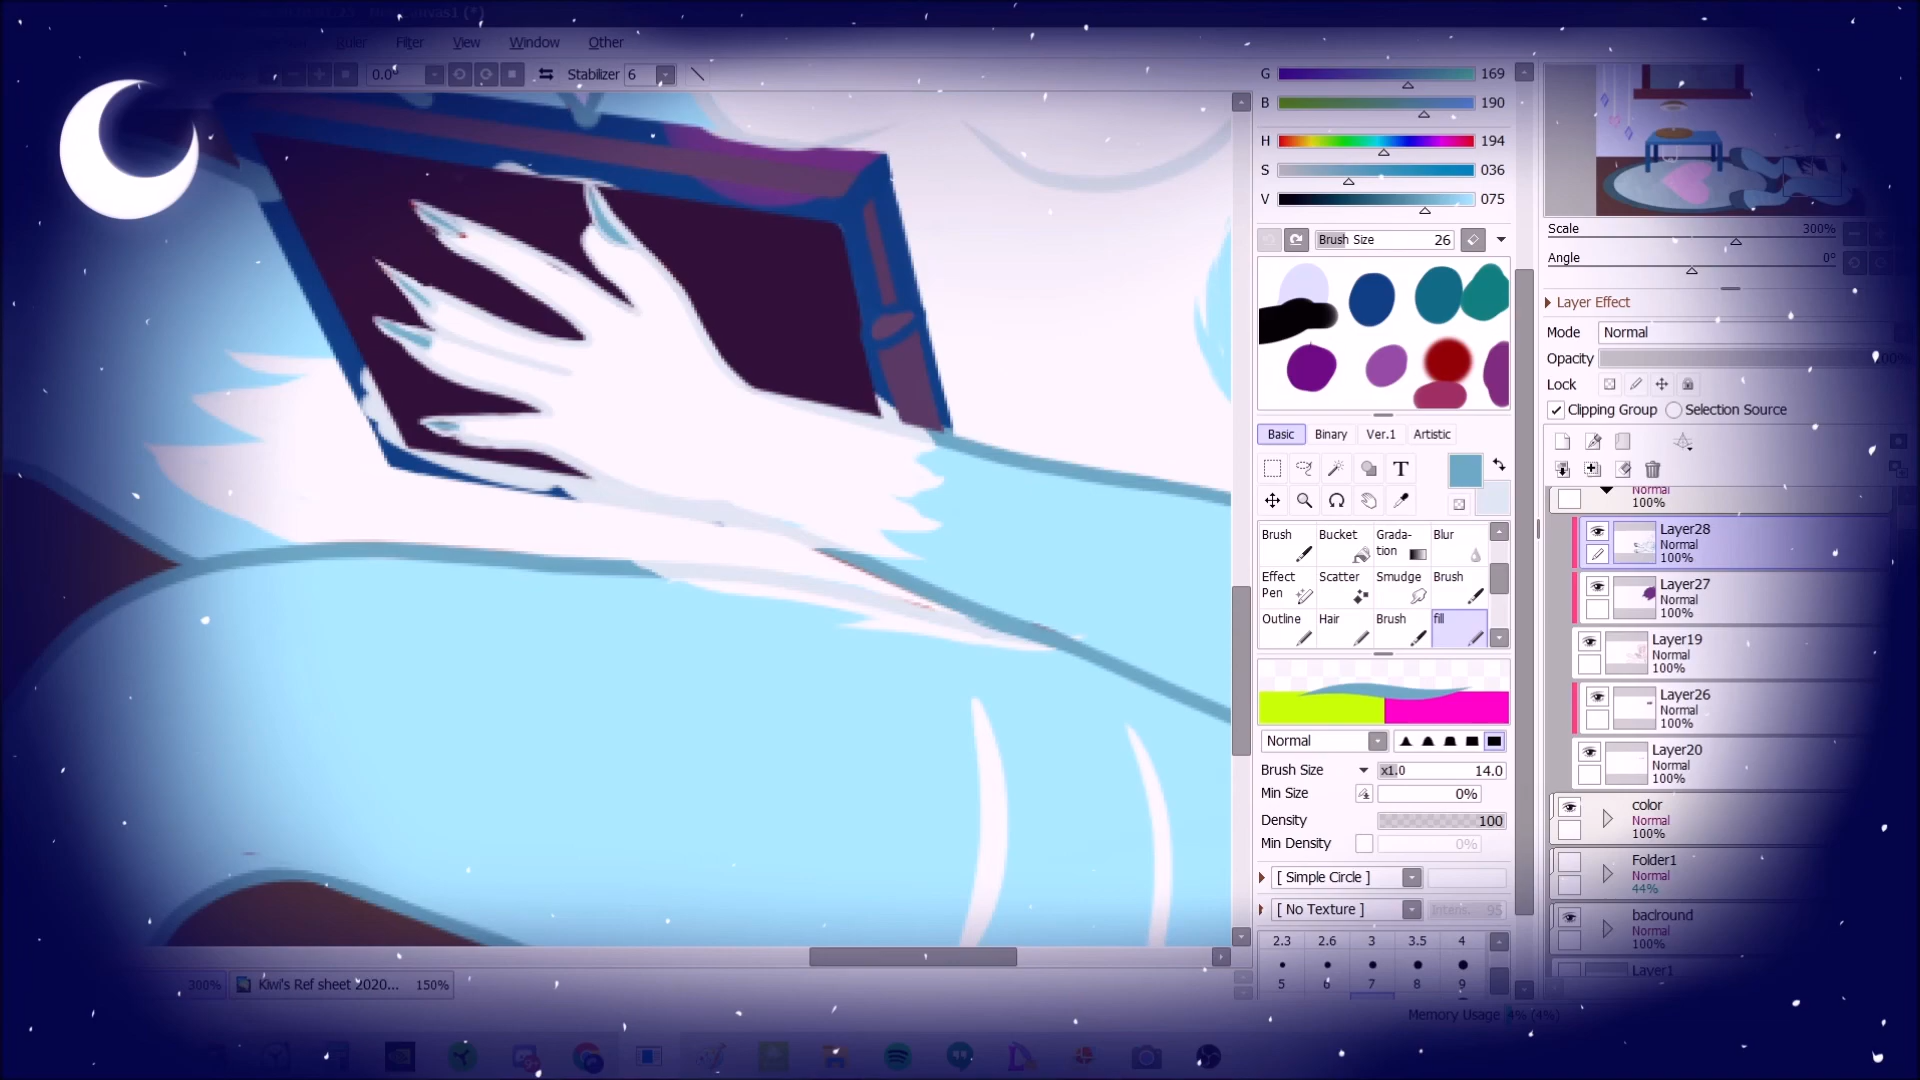 Ruler Filter View Window Other
0.0° Stabilizer 6
G 169
B 190
H 194
S 036
V 075
Brush Size 26
Basic Binary Ver.1 Artistic
T
Brush Bucket Grada-tion Blur
Effect Pen Scatter Smudge Brush
Outline Hair Brush fill
Normal
Brush Size x1.0 14.0
Min Size 0%
Density 100
Min Density 0%
[ Simple Circle ]
[ No Texture ] Intens. 95
2.3 2.6 3 3.5 4
5 6 7 8 9
Scale 300%
Angle 0°
Layer Effect
Mode Normal
Opacity
Lock
Clipping Group Selection Source
Normal
100%
Layer28
Normal
100%
Layer27
Normal
100%
Layer19
Normal
100%
Layer26
Normal
100%
Layer20
Normal
100%
color
Normal
100%
Folder1
Normal
44%
baclround
Normal
100%
Layer1
300% Kiwi's Ref sheet 2020... 150%
Memory Usage 4% (4%)